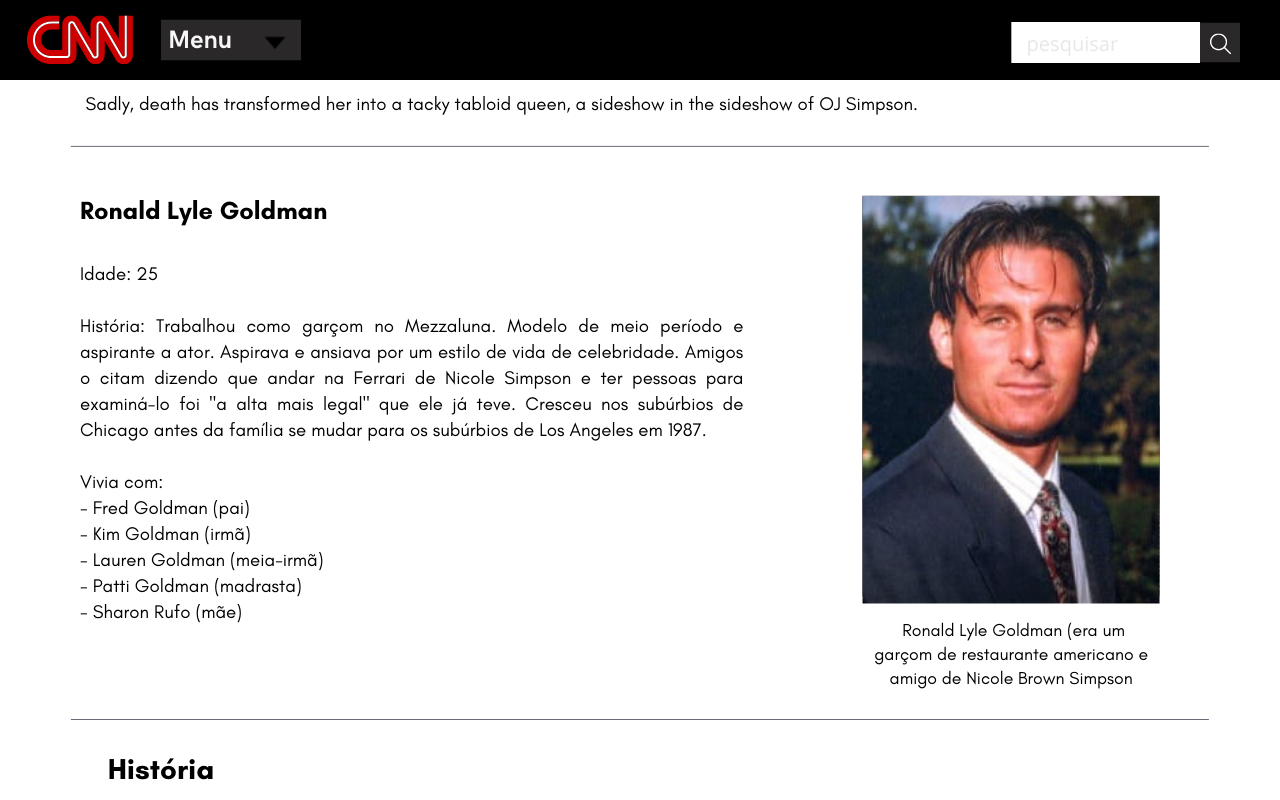 CNN
Menu
pesquisar
Sadly, death has transformed her into a tacky tabloid queen, a sideshow in the sideshow of OJ Simpson.
Ronald Lyle Goldman
Idade: 25
História: Trabalhou como garçom no Mezzaluna. Modelo de meio período e
aspirante a ator. Aspirava e ansiava por um estilo de vida de celebridade. Amigos
o citam dizendo que andar na Ferrari de Nicole Simpson e ter pessoas para
examiná-lo foi "a alta mais legal" que ele já teve. Cresceu nos subúrbios de
Chicago antes da família se mudar para os subúrbios de Los Angeles em 1987.
Vivia com:
- Fred Goldman (pai)
- Kim Goldman (irmã)
- Lauren Goldman (meia-irmã)
- Patti Goldman (madrasta)
- Sharon Rufo (mãe)
Ronald Lyle Goldman (era um
garçom de restaurante americano e
amigo de Nicole Brown Simpson
História